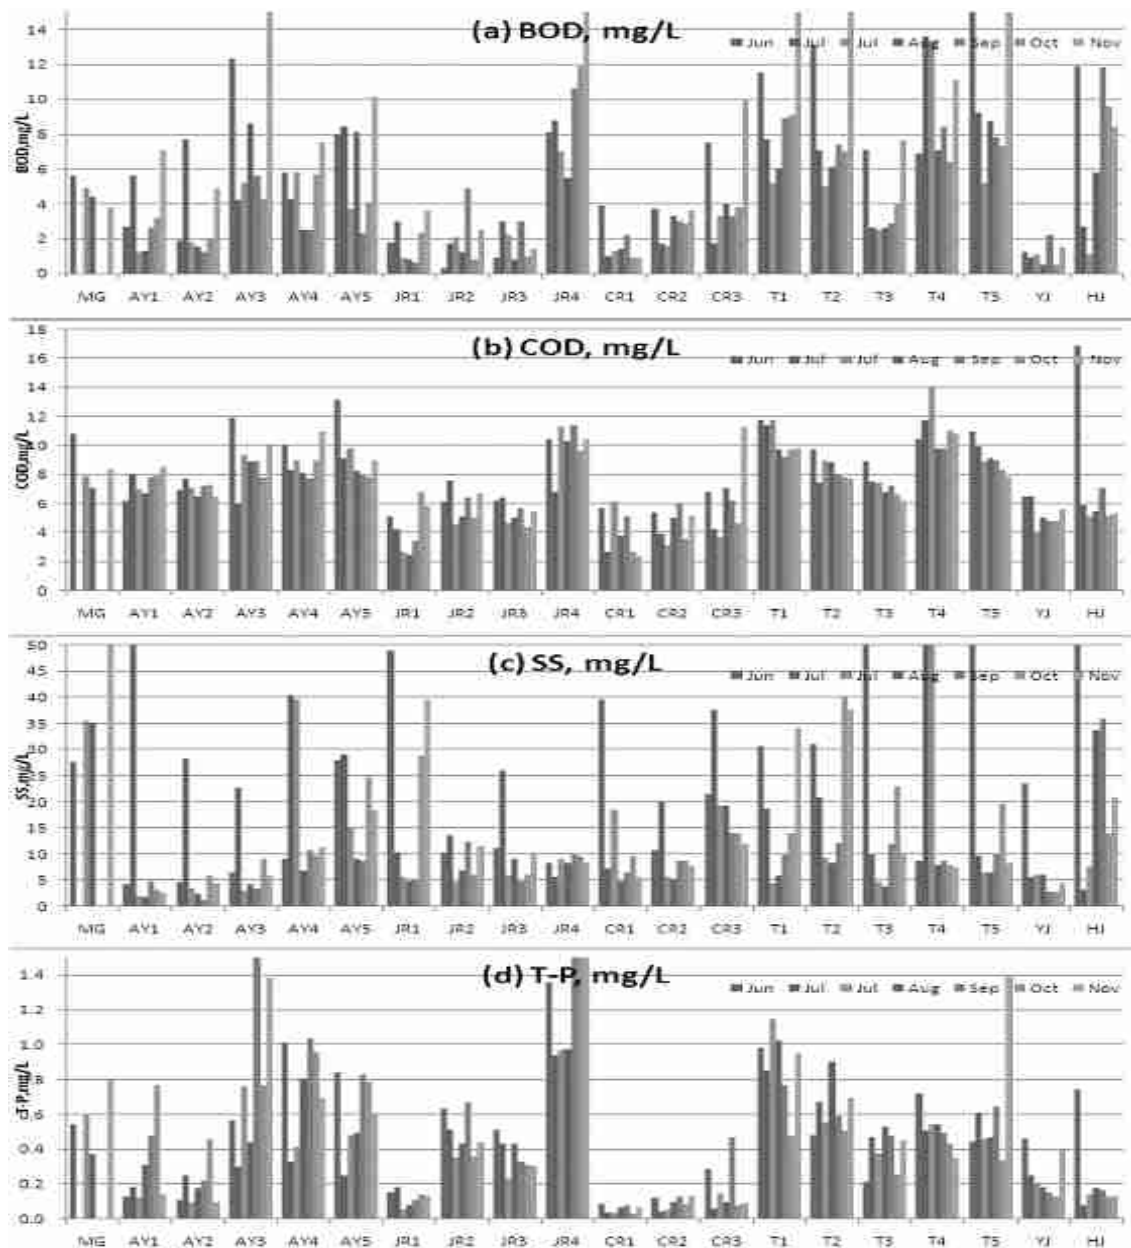 (a) BOD, mg/L
Jun Jul Jul Aug Sep Oct Nov
14
12
10
8
6
4
2
0
BOD,mg/L
MG AY1 AY2 AY3 AY4 AY5 JR1 JR2 JR3 JR4 CR1 CR2 CR3 T1 T2 T3 T4 T5 YJ HJ
(b) COD, mg/L
Jun Jul Jul Aug Sep Oct Nov
18
16
14
12
10
8
6
4
2
0
COD,mg/L
MG AY1 AY2 AY3 AY4 AY5 JR1 JR2 JR3 JR4 CR1 CR2 CR3 T1 T2 T3 T4 T5 YJ HJ
(c) SS, mg/L
Jun Jul Jul Aug Sep Oct Nov
50
45
40
35
30
25
20
15
10
5
0
SS,mg/L
MG AY1 AY2 AY3 AY4 AY5 JR1 JR2 JR3 JR4 CR1 CR2 CR3 T1 T2 T3 T4 T5 YJ HJ
(d) T-P, mg/L
Jun Jul Jul Aug Sep Oct Nov
1.4
1.2
1.0
.8
0.6
0.4
0.2
0.0
T-P,mg/L
MG AY1 AY2 AY3 AY4 AY5 JR1 JR2 JR3 JR4 CR1 CR2 CR3 T1 T2 T3 T4 T5 YJ HJ